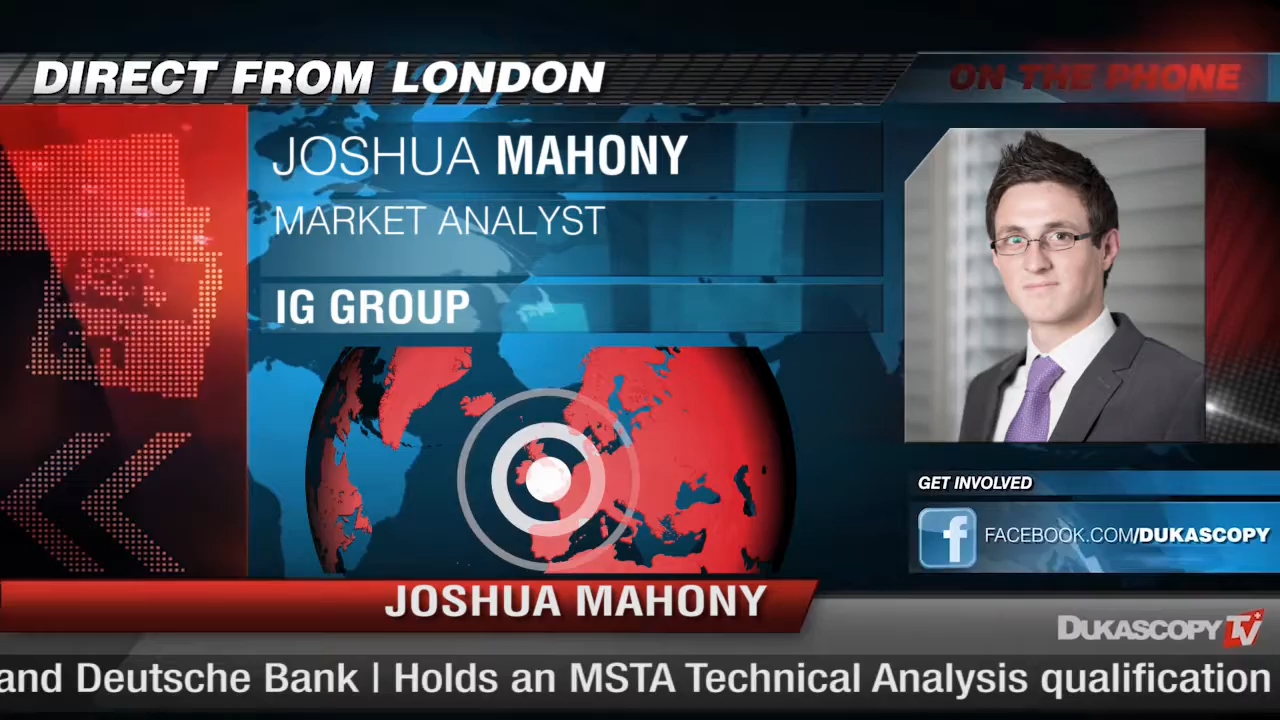 DIRECT FROM LONDON
ON THE PHONE
JOSHUA MAHONY
MARKET ANALYST
IG GROUP
GET INVOLVED
f FACEBOOK.COM/DUKASCOPY
JOSHUA MAHONY
DUKASCOPY TV
and Deutsche Bank | Holds an MSTA Technical Analysis qualification